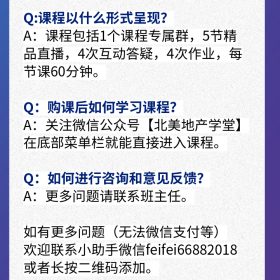 Q:课程以什么形式呈现?
A：课程包括1个课程专属群，5节精
品直播，4次互动答疑，4次作业，每
节课60分钟。
Q：购课后如何学习课程?
A：关注微信公众号【北美地产学堂】
在底部菜单栏就能直接进入课程。
Q：如何进行咨询和意见反馈?
A：更多问题请联系班主任。
如有更多问题（无法微信支付等）
欢迎联系小助手微信feifei66882018
或者长按二维码添加。